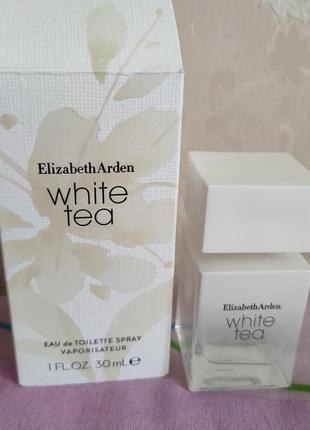 Elizabeth Arden
white
tea
EAU de TOILETTE SPRAY
VAPORISATEUR
1 FL.OZ. 30 ml ℮
Elizabeth Arden
white
tea